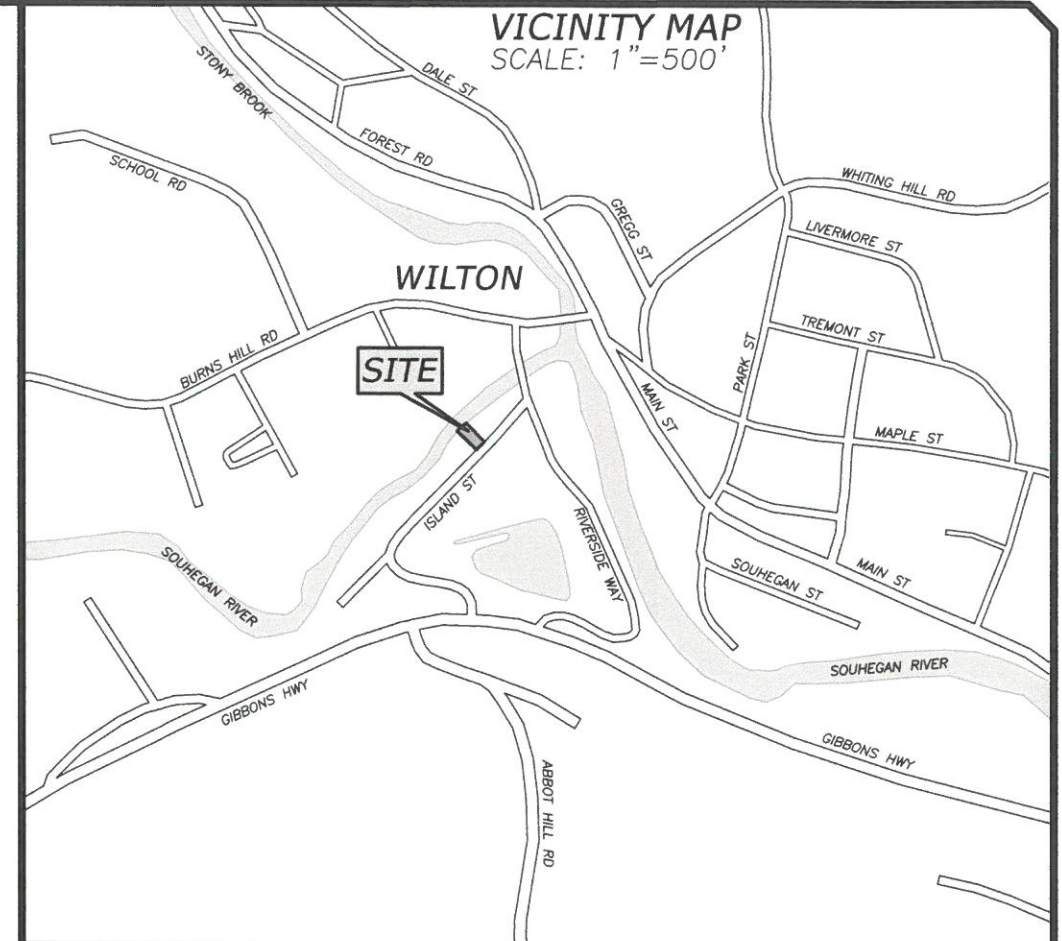 VICINITY MAP
SCALE: 1"=500'
STONY BROOK
DALE ST
FOREST RD
SCHOOL RD
GREGG ST
WHITING HILL RD
LIVERMORE ST
WILTON
TREMONT ST
BURNS HILL RD
SITE
PARK ST
MAIN ST
MAPLE ST
ISLAND ST
RIVERSIDE WAY
SOUHEGAN RIVER
SOUHEGAN ST
MAIN ST
SOUHEGAN RIVER
GIBBONS HWY
GIBBONS HWY
ABBOT HILL RD